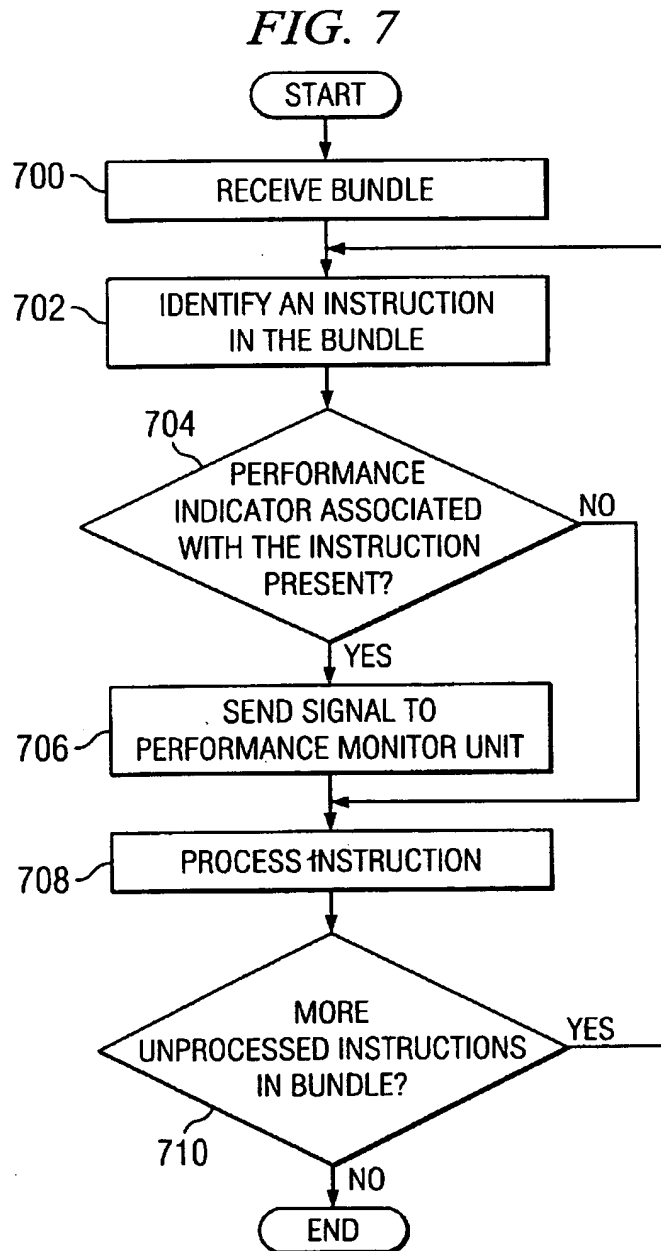 FIG. 7
START
700
RECEIVE BUNDLE
702
IDENTIFY AN INSTRUCTION
IN THE BUNDLE
704
PERFORMANCE
INDICATOR ASSOCIATED
WITH THE INSTRUCTION
PRESENT?
NO
YES
706
SEND SIGNAL TO
PERFORMANCE MONITOR UNIT
708
PROCESS INSTRUCTION
MORE
UNPROCESSED INSTRUCTIONS
IN BUNDLE?
YES
710
NO
END